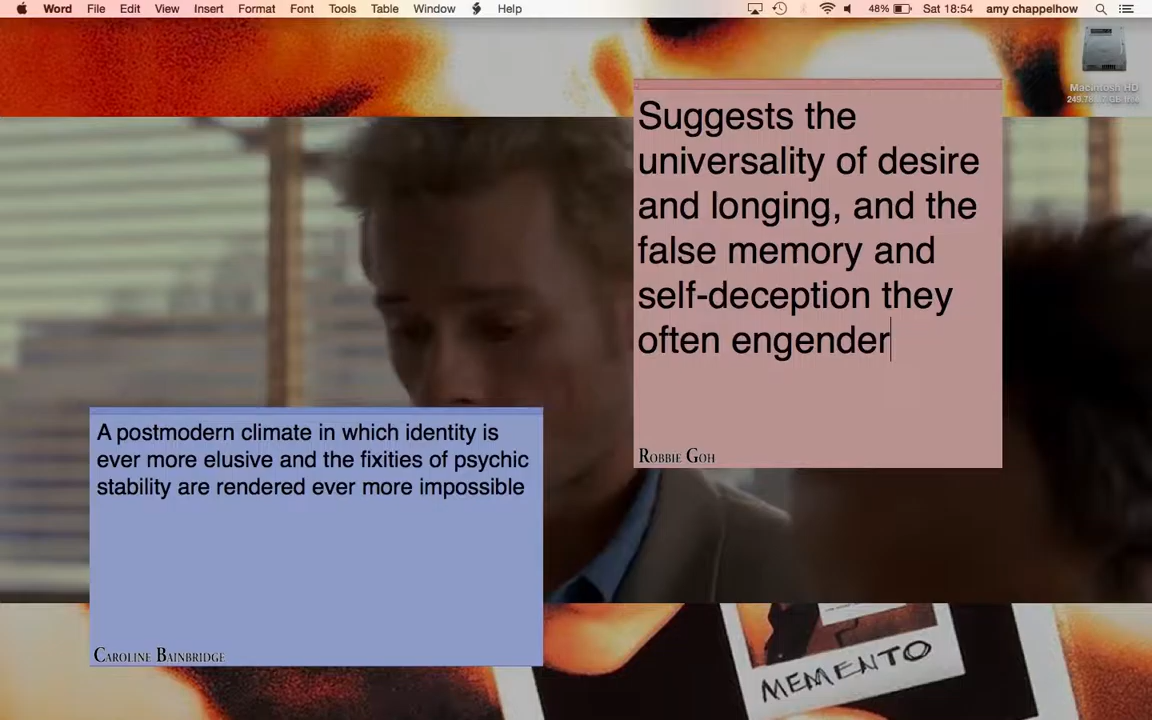 Word File Edit View Insert Format Font Tools Table Window Help 48% Sat 18:54 amy chappelhow
Macintosh HD
Suggests the
universality of desire
and longing, and the
false memory and
self-deception they
often engender
ROBBIE GOH
A postmodern climate in which identity is
ever more elusive and the fixities of psychic
stability are rendered ever more impossible
CAROLINE BAINBRIDGE
MEMENTO